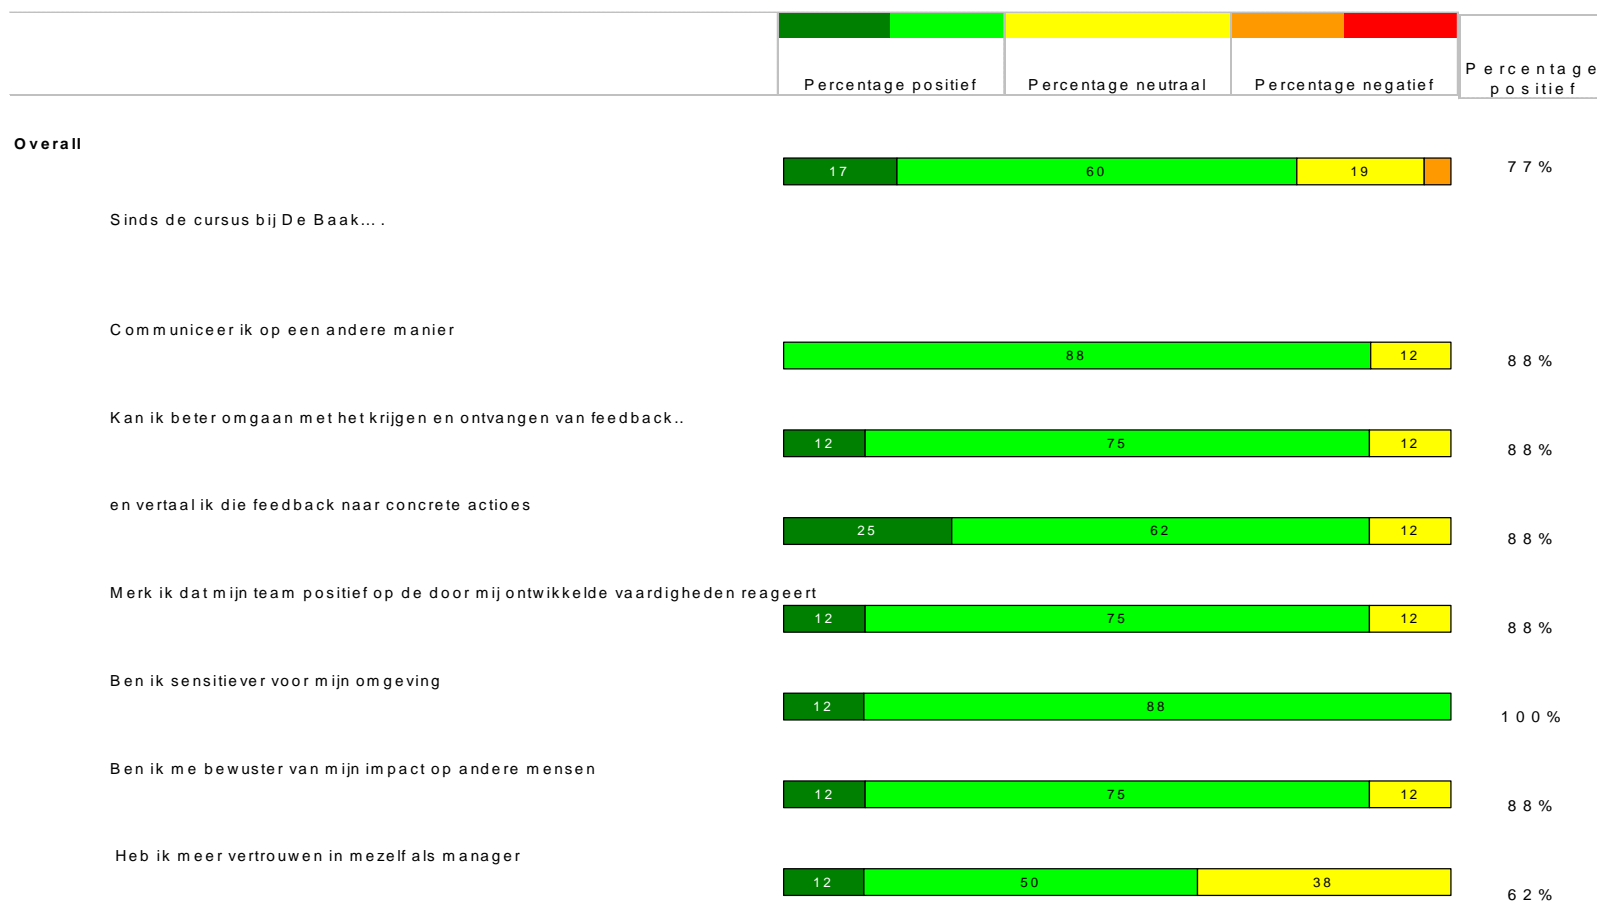 Percentage positief Percentage neutraal Percentage negatief Percentage
positief
Overall
17 60 19 77%
Sinds de cursus bij De Baak… .
Communiceer ik op een andere manier
88 12 88%
Kan ik beter omgaan met het krijgen en ontvangen van feedback..
12 75 12 88%
en vertaal ik die feedback naar concrete actioes
25 62 12 88%
Merk ik dat mijn team positief op de door mij ontwikkelde vaardigheden reageert
12 75 12 88%
Ben ik sensitiever voor mijn omgeving
12 88 100%
Ben ik me bewuster van mijn impact op andere mensen
12 75 12 88%
Heb ik meer vertrouwen in mezelf als manager
12 50 38 62%